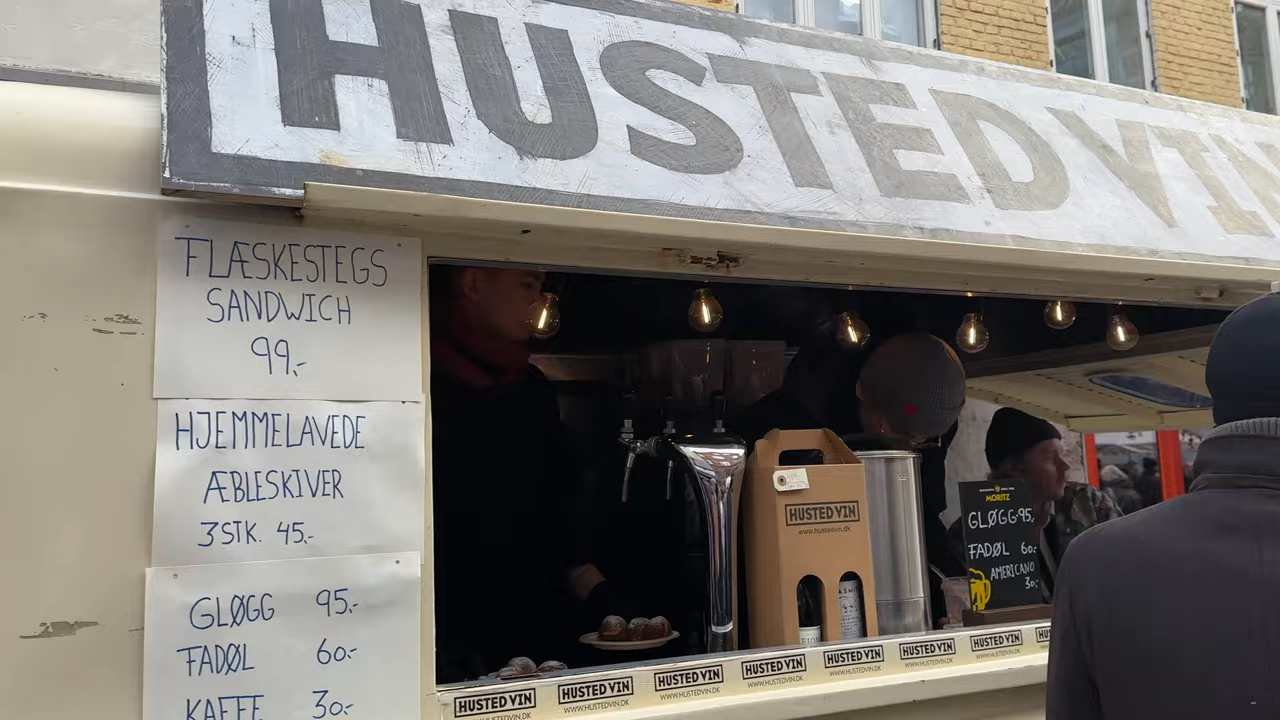 HUSTED VIN
FLÆSKESTEGS
SANDWICH
99,-
HJEMMELAVEDE
ÆBLESKIVER
3STK. 45,-
GLØGG 95,-
FADØL 60,-
KAFFE 30,-
HUSTED VIN
www.hustedvin.dk
MORITZ
GLØGG 95,-
FADØL 60,-
AMERICANO
30,-
HUSTED VIN
WWW.HUSTEDVIN.DK
HUSTED VIN
WWW.HUSTEDVIN.DK
HUSTED VIN
WWW.HUSTEDVIN.DK
HUSTED VIN
WWW.HUSTEDVIN.DK
HUSTED VIN
WWW.HUSTEDVIN.DK
HUSTED VIN
WWW.HUSTEDVIN.DK
HUSTED VIN
WWW.HUSTEDVIN.DK